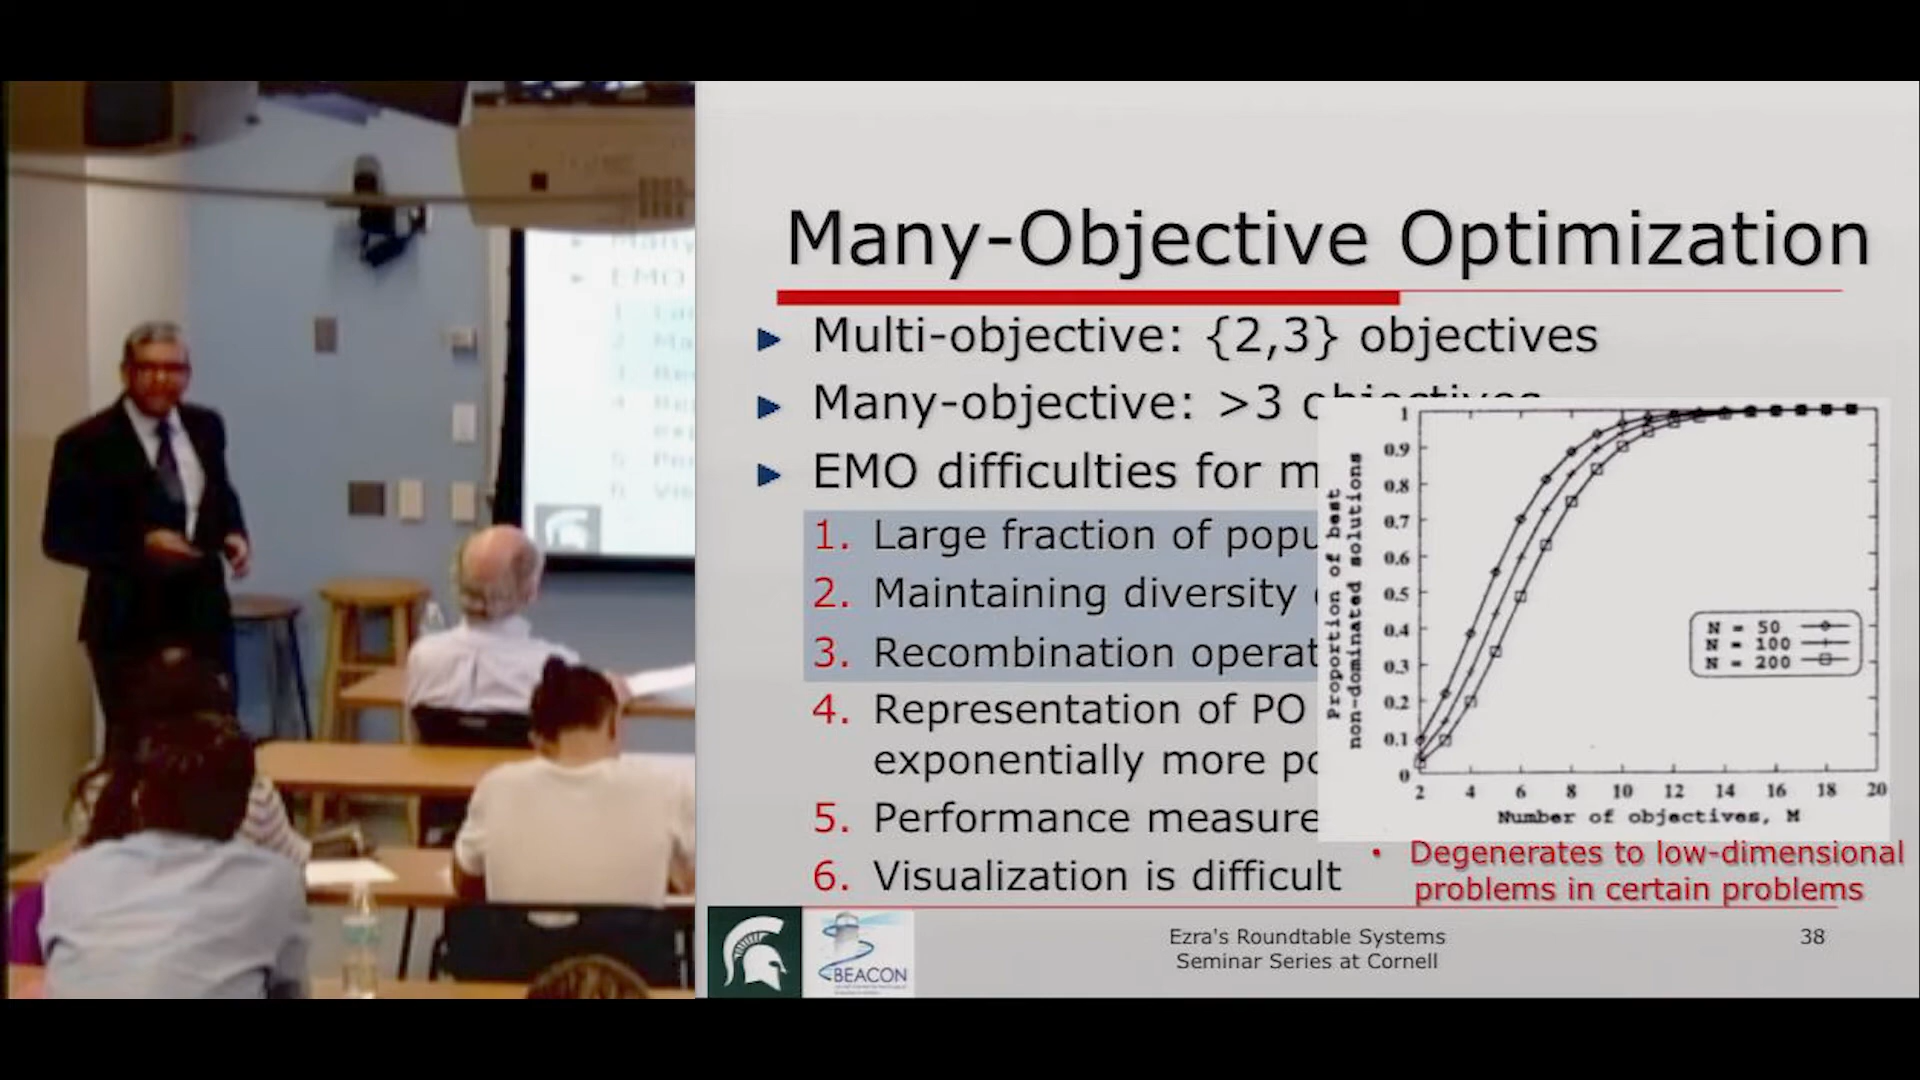 Many-Objective Optimization
Multi-objective: {2,3} objectives
Many-objective: >3 objectives
EMO difficulties for m
1. Large fraction of popu
2. Maintaining diversity
3. Recombination operat
4. Representation of PO
exponentially more po
5. Performance measure
6. Visualization is difficult
Proportion of best
non-dominated solutions
1
0.9
0.8
0.7
0.6
0.5
0.4
0.3
0.2
0.1
0
2 4 6 8 10 12 14 16 18 20
Number of objectives, M
N = 50
N = 100
N = 200
• Degenerates to low-dimensional
problems in certain problems
BEACON
Ezra's Roundtable Systems
Seminar Series at Cornell
38
EMO